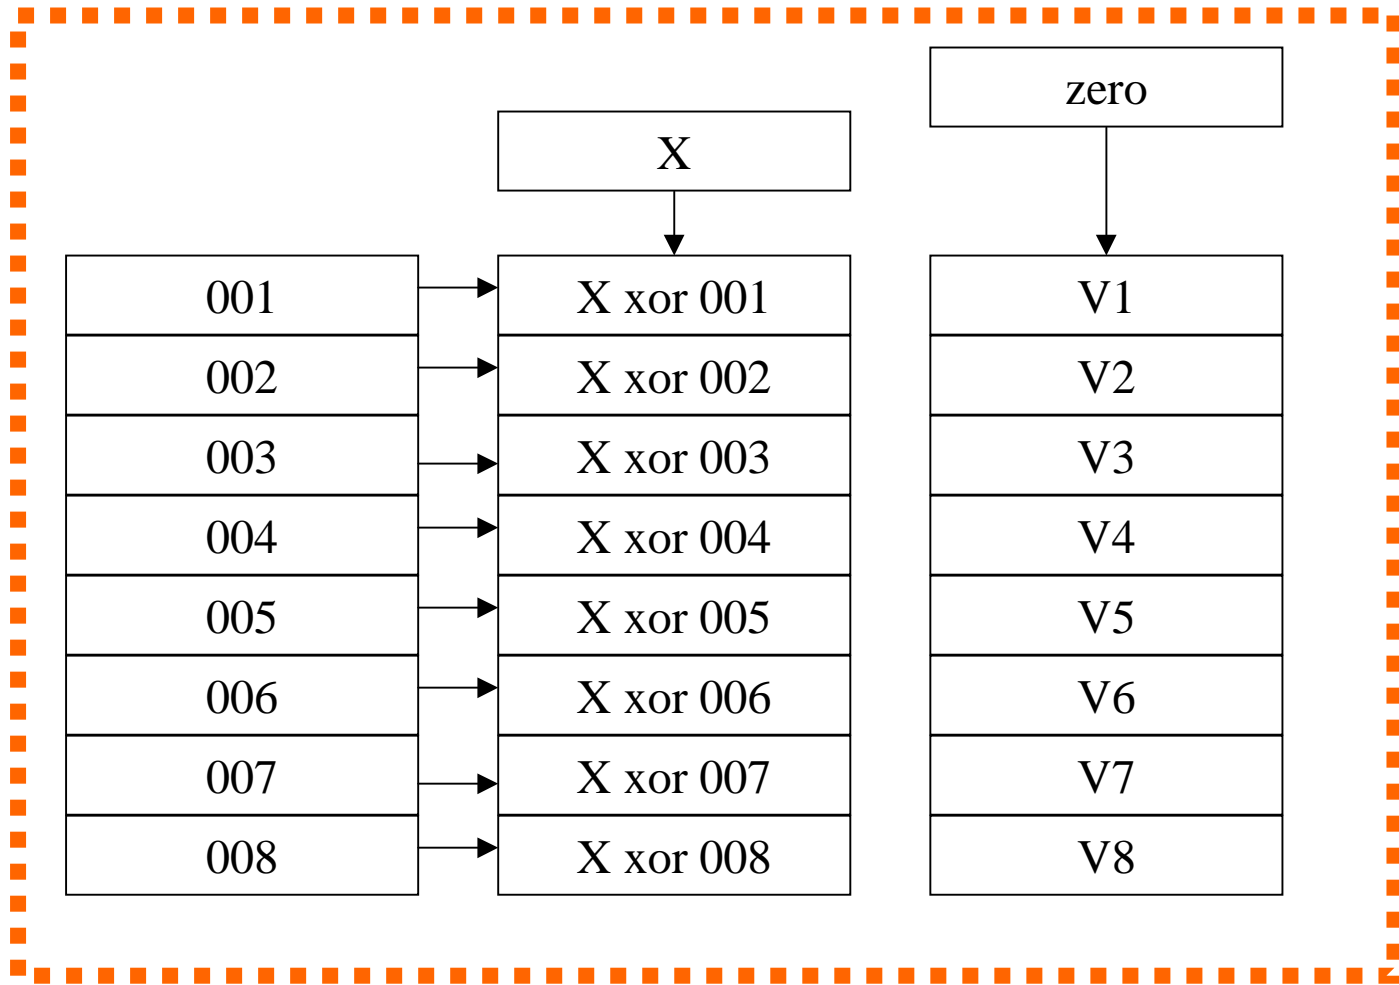 zero
X
001 X xor 001 V1
002 X xor 002 V2
003 X xor 003 V3
004 X xor 004 V4
005 X xor 005 V5
006 X xor 006 V6
007 X xor 007 V7
008 X xor 008 V8